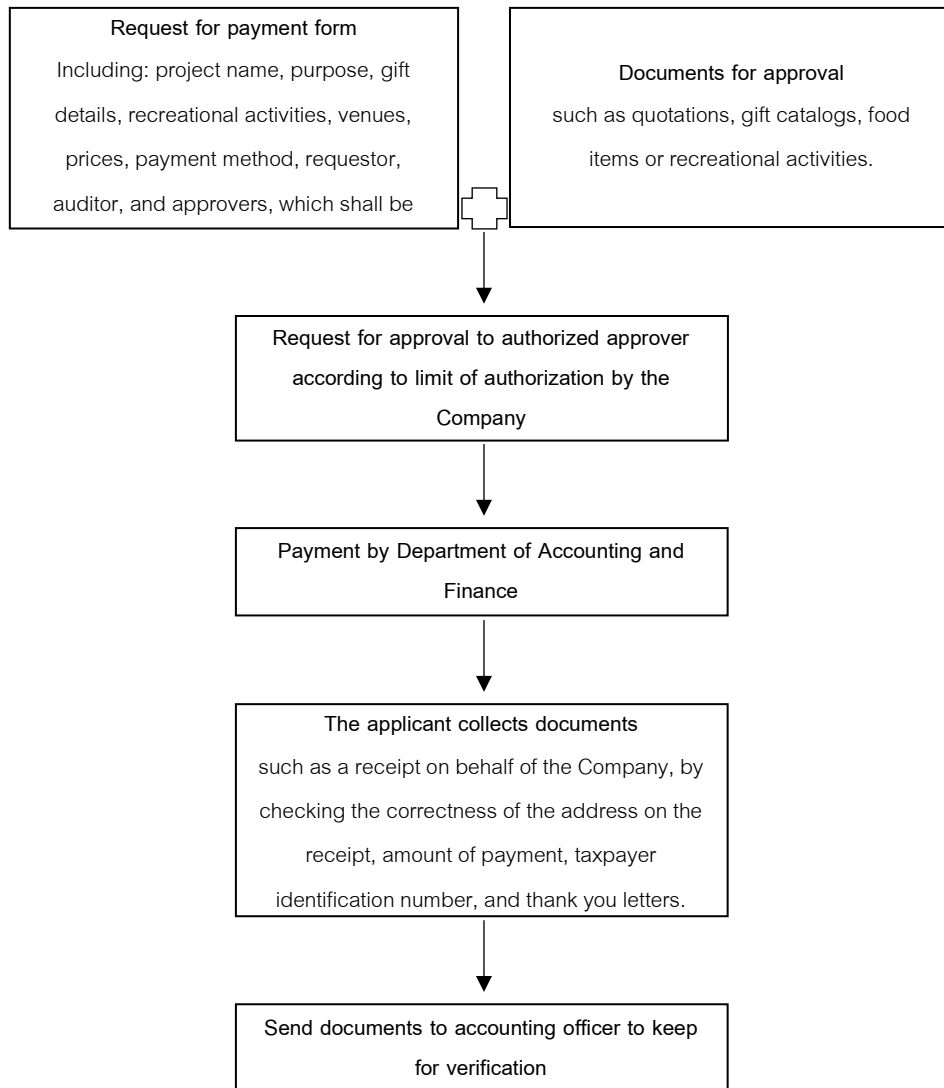 Request for payment form
Including: project name, purpose, gift
details, recreational activities, venues,
prices, payment method, requestor,
auditor, and approvers, which shall be
Documents for approval
such as quotations, gift catalogs, food
items or recreational activities.
Request for approval to authorized approver
according to limit of authorization by the
Company
Payment by Department of Accounting and
Finance
The applicant collects documents
such as a receipt on behalf of the Company, by
checking the correctness of the address on the
receipt, amount of payment, taxpayer
identification number, and thank you letters.
Send documents to accounting officer to keep
for verification